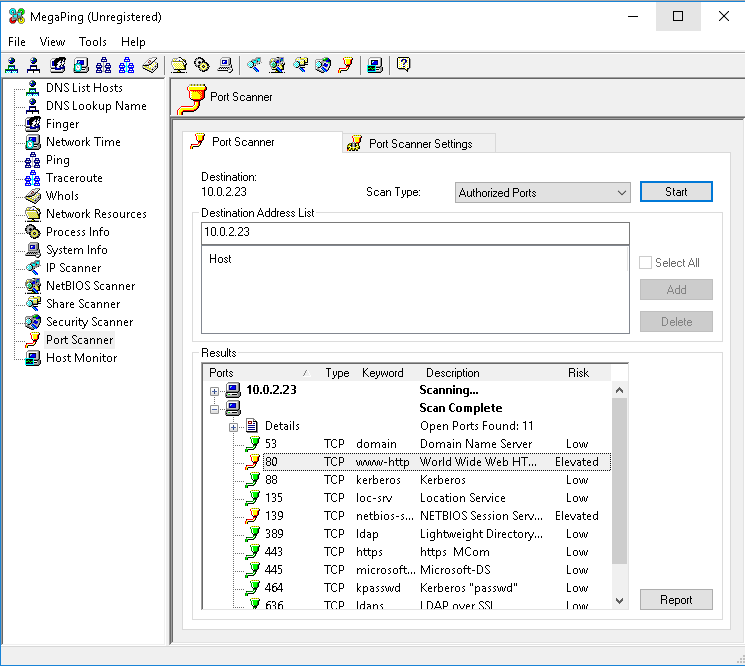 MegaPing (Unregistered)
File View Tools Help
DNS List Hosts
DNS Lookup Name
Finger
Network Time
Ping
Traceroute
WhoIs
Network Resources
Process Info
System Info
IP Scanner
NetBIOS Scanner
Share Scanner
Security Scanner
Port Scanner
Host Monitor
Port Scanner
Port Scanner Port Scanner Settings
Destination:
10.0.2.23
Scan Type: Authorized Ports Start
Destination Address List
10.0.2.23
Host
Select All
Add
Delete
Results
Ports Type Keyword Description Risk
10.0.2.23 Scanning...
Scan Complete
Details Open Ports Found: 11
53 TCP domain Domain Name Server Low
80 TCP www-http World Wide Web HT... Elevated
88 TCP kerberos Kerberos Low
135 TCP loc-srv Location Service Low
139 TCP netbios-s... NETBIOS Session Serv... Elevated
389 TCP ldap Lightweight Directory... Low
443 TCP https https MCom Low
445 TCP microsoft... Microsoft-DS Low
464 TCP kpasswd Kerberos "passwd" Low
636 TCP ldaps LDAP over SSL Low
Report